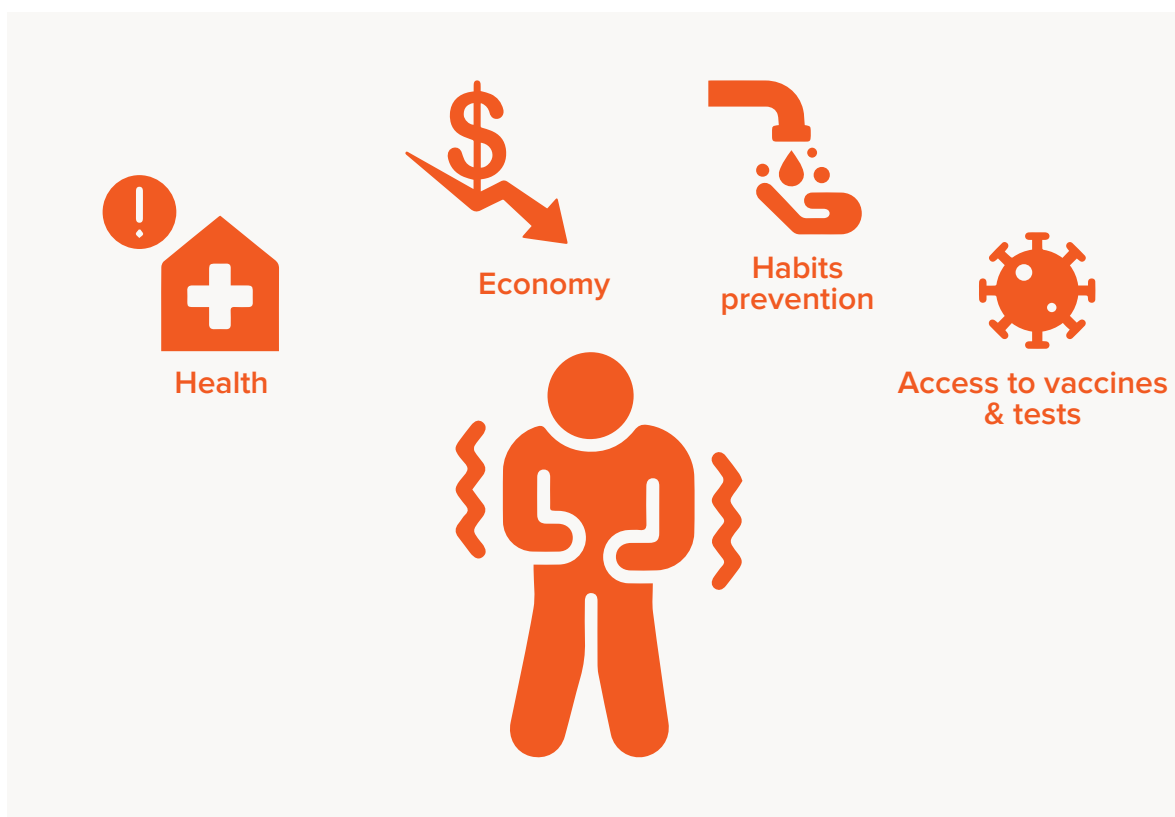 Health
Economy
Habits
prevention
Access to vaccines
& tests